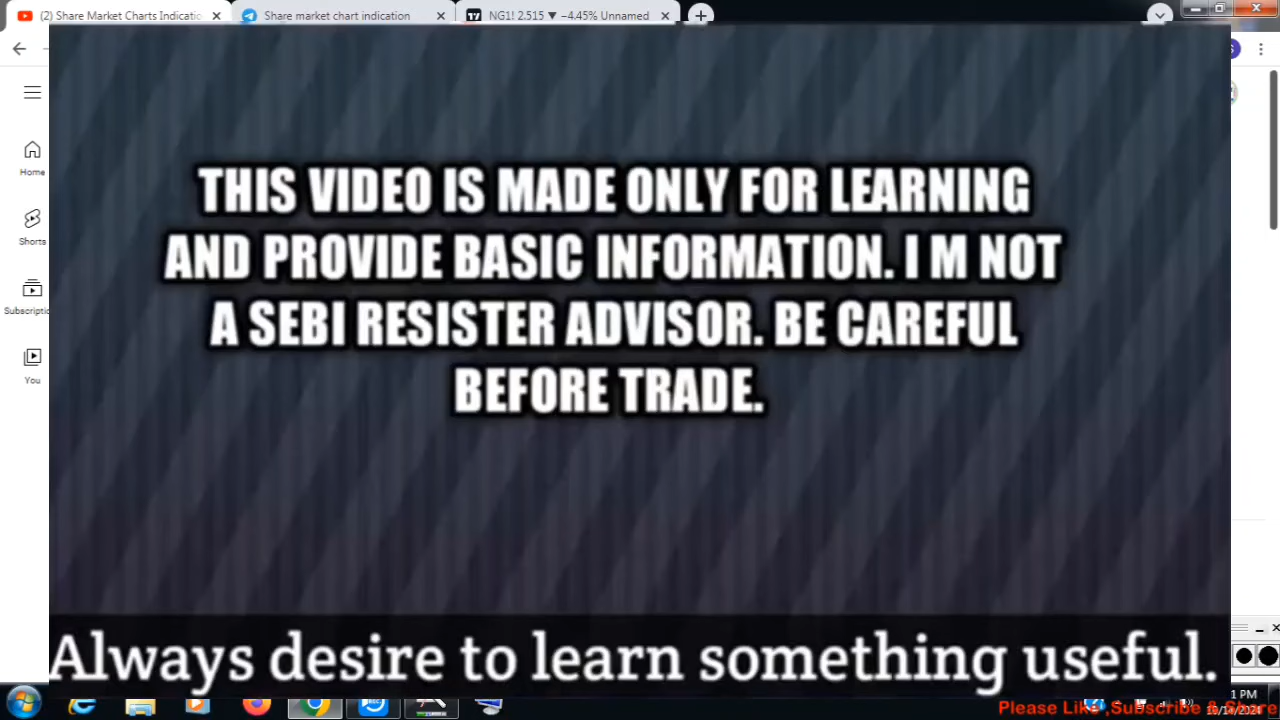 (2) Share Market Charts Indicatio
Share market chart indication
NG1! 2.515 ▼ −4.45% Unnamed
THIS VIDEO IS MADE ONLY FOR LEARNING
AND PROVIDE BASIC INFORMATION. I M NOT
A SEBI RESISTER ADVISOR. BE CAREFUL
BEFORE TRADE.
Home
Shorts
Subscriptio
You
Always desire to learn something useful.
1 PM
Please Like ,Subscribe & Share